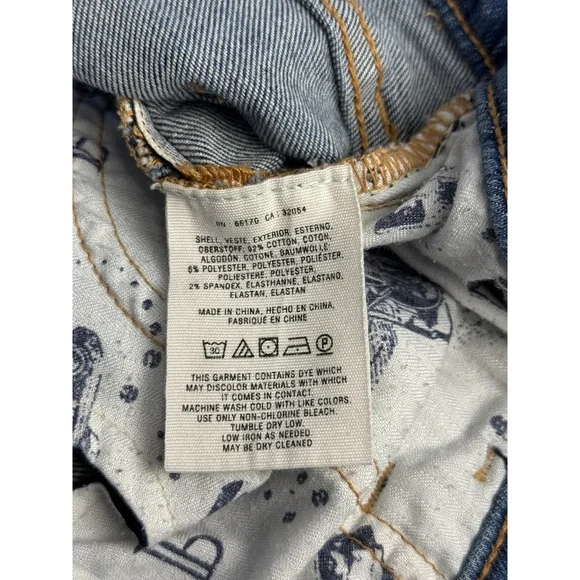 RN: 66170 CA: 32054
SHELL, VESTE, EXTERIOR, ESTERNO,
OBERSTOFF, 92% COTTON, COTON,
ALGODÓN, COTONE, BAUMWOLLE
6% POLYESTER, POLYESTER, POLIÉSTER,
POLIESTERE, POLYESTER
2% SPANDEX, ÉLASTHANNE, ELASTANO,
ELASTAN, ELASTAN
MADE IN CHINA, HECHO EN CHINA,
FABRIQUÉ EN CHINE
30 P
THIS GARMENT CONTAINS DYE WHICH
MAY DISCOLOR MATERIALS WITH WHICH
IT COMES IN CONTACT.
MACHINE WASH COLD WITH LIKE COLORS.
USE ONLY NON-CHLORINE BLEACH.
TUMBLE DRY LOW.
LOW IRON AS NEEDED.
MAY BE DRY CLEANED